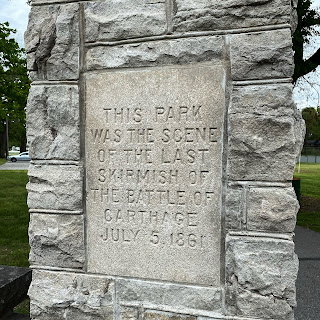 THIS PARK
WAS THE SCENE
OF THE LAST
SKIRMISH OF
THE BATTLE OF
CARTHAGE
JULY 5, 1861